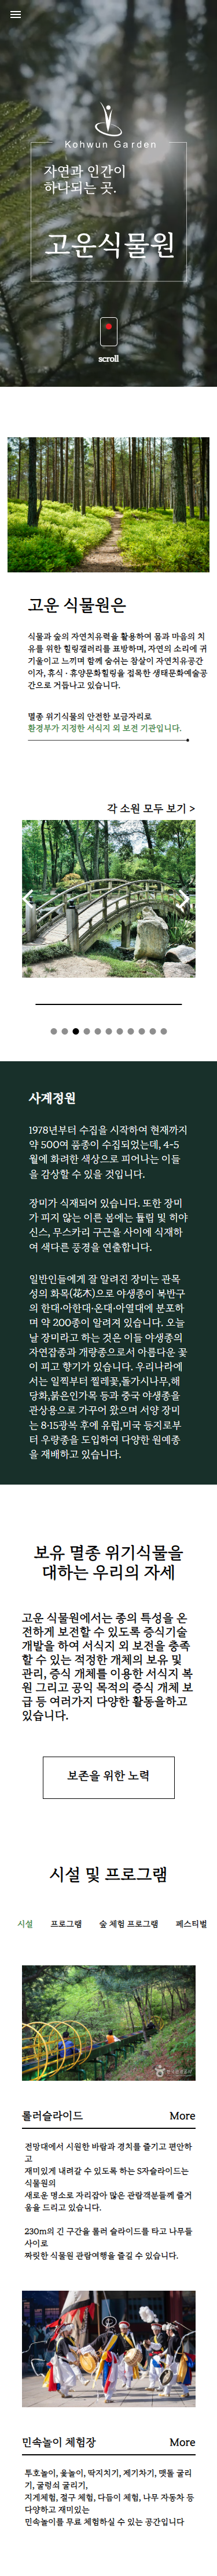 Kohwun Garden
자연과 인간이
하나되는 곳.
고운식물원
scroll
고운 식물원은
식물과 숲의 자연치유력을 활용하여 몸과 마음의 치
유를 위한 힐링갤러리를 표방하며, 자연의 소리에 귀
기울이고 느끼며 함께 숨쉬는 참살이 자연치유공간
이자, 휴식 · 휴양문화힐링을 접목한 생태문화예술공
간으로 거듭나고 있습니다.
멸종 위기식물의 안전한 보금자리로
환경부가 지정한 서식지 외 보전 기관입니다.
각 소원 모두 보기 >
사계정원
1978년부터 수집을 시작하여 현재까지
약 500여 품종이 수집되었는데, 4-5
월에 화려한 색상으로 피어나는 이들
을 감상할 수 있을 것입니다.
장미가 식재되어 있습니다. 또한 장미
가 피지 않는 이른 봄에는 튤립 및 히야
신스, 무스카리 구근을 사이에 식재하
여 색다른 풍경을 연출합니다.
일반인들에게 잘 알려진 장미는 관목
성의 화목(花木)으로 야생종이 북반구
의 한대·아한대·온대·아열대에 분포하
며 약 200종이 알려져 있습니다. 오늘
날 장미라고 하는 것은 이들 야생종의
자연잡종과 개량종으로서 아름다운 꽃
이 피고 향기가 있습니다. 우리나라에
서는 일찍부터 찔레꽃,돌가시나무,해
당화,붉은인가목 등과 중국 야생종을
관상용으로 가꾸어 왔으며 서양 장미
는 8·15광복 후에 유럽,미국 등지로부
터 우량종을 도입하여 다양한 원예종
을 재배하고 있습니다.
보유 멸종 위기식물을
대하는 우리의 자세
고운 식물원에서는 종의 특성을 온
전하게 보전할 수 있도록 증식기술
개발을 하여 서식지 외 보전을 충족
할 수 있는 적정한 개체의 보유 및
관리, 증식 개체를 이용한 서식지 복
원 그리고 공익 목적의 증식 개체 보
급 등 여러가지 다양한 활동을하고
있습니다.
보존을 위한 노력
시설 및 프로그램
시설 프로그램 숲 체험 프로그램 페스티벌
롤러슬라이드 More
전망대에서 시원한 바람과 경치를 즐기고 편안하
고
재미있게 내려갈 수 있도록 하는 S자슬라이드는
식물원의
새로운 명소로 자리잡아 많은 관람객분들께 즐거
움을 드리고 있습니다.
230m의 긴 구간을 롤러 슬라이드를 타고 나무들
사이로
짜릿한 식물원 관람여행을 즐길 수 있습니다.
민속놀이 체험장 More
투호놀이, 윷놀이, 딱지치기, 제기차기, 맷돌 굴리
기, 굴렁쇠 굴리기,
지게체험, 절구 체험, 다듬이 체험, 나무 자동차 등
다양하고 재미있는
민속놀이를 무료 체험하실 수 있는 공간입니다